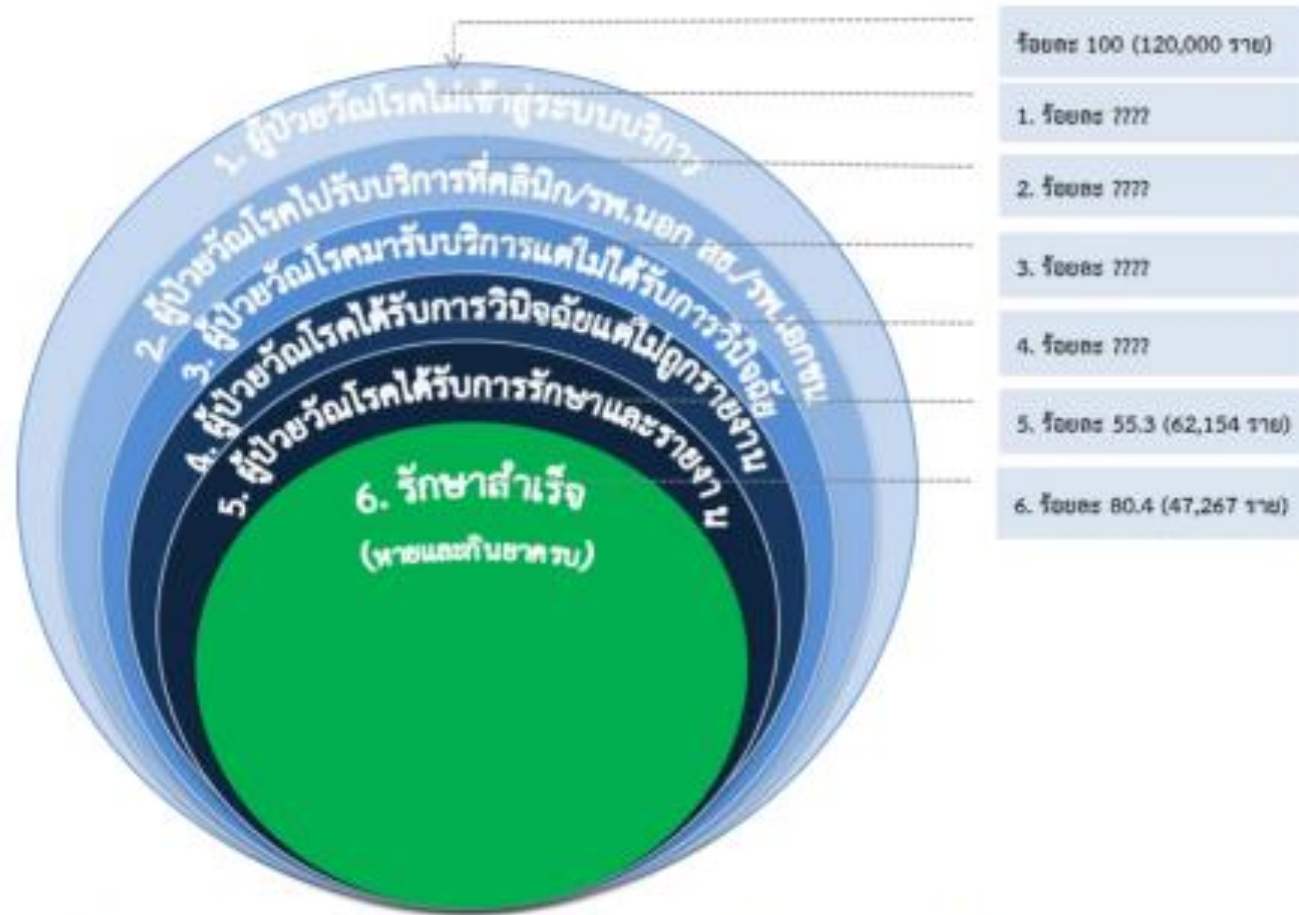 1. ผู้ป่วยวัณโรคไม่เข้าสู่ระบบบริการ
2. ผู้ป่วยวัณโรคไปรับบริการที่คลินิก/รพ.นอก สธ./รพ.เอกชน
3. ผู้ป่วยวัณโรคมารับบริการแต่ไม่ได้รับการวินิจฉัย
4. ผู้ป่วยวัณโรคได้รับการวินิจฉัยแต่ไม่ถูกรายงาน
5. ผู้ป่วยวัณโรคได้รับการรักษาและรายงาน
6. รักษาสำเร็จ
(หายและกินยาครบ)
ร้อยละ 100 (120,000 ราย)
1. ร้อยละ ????
2. ร้อยละ ????
3. ร้อยละ ????
4. ร้อยละ ????
5. ร้อยละ 55.3 (62,154 ราย)
6. ร้อยละ 80.4 (47,267 ราย)